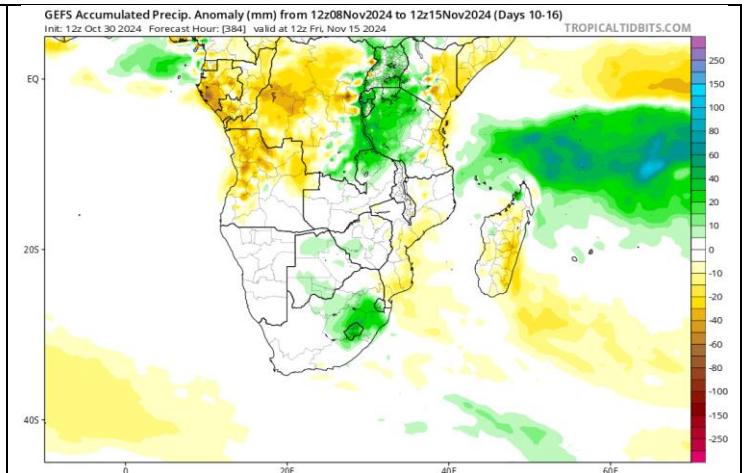 GEFS Accumulated Precip. Anomaly (mm) from 12z08Nov2024 to 12z15Nov2024 (Days 10-16)
Init: 12z Oct 30 2024 Forecast Hour: [384] valid at 12z Fri, Nov 15 2024
TROPICALTIDBITS.COM
EQ
20S
40S
0
20E
40E
60E
250
150
100
80
60
40
20
10
0
-10
-20
-40
-60
-80
-100
-150
-250